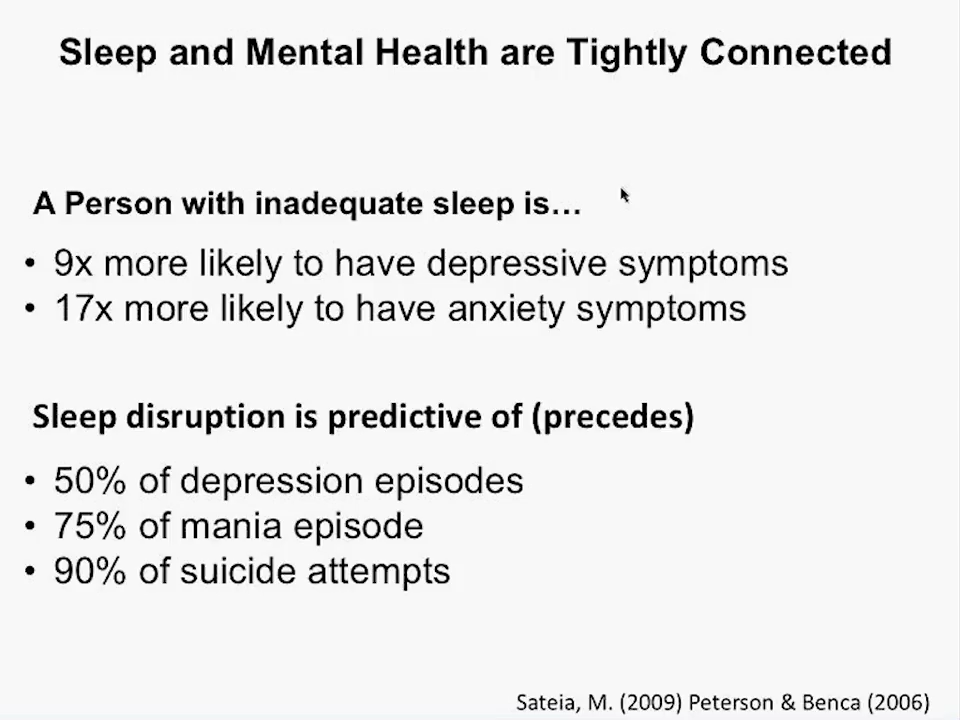 Sleep and Mental Health are Tightly Connected
A Person with inadequate sleep is...
• 9x more likely to have depressive symptoms
• 17x more likely to have anxiety symptoms
Sleep disruption is predictive of (precedes)
• 50% of depression episodes
• 75% of mania episode
• 90% of suicide attempts
Sateia, M. (2009) Peterson & Benca (2006)